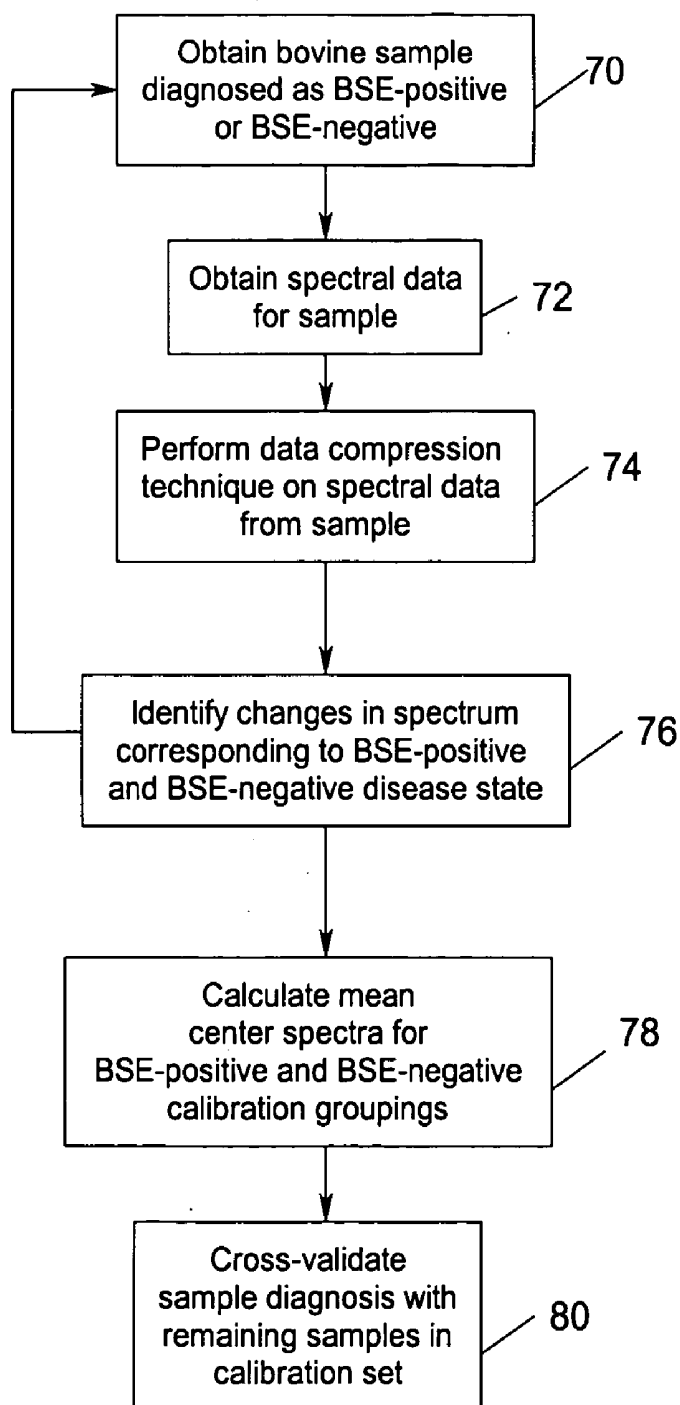 Obtain bovine sample
diagnosed as BSE-positive
or BSE-negative
70
Obtain spectral data
for sample
72
Perform data compression
technique on spectral data
from sample
74
Identify changes in spectrum
corresponding to BSE-positive
and BSE-negative disease state
76
Calculate mean
center spectra for
BSE-positive and BSE-negative
calibration groupings
78
Cross-validate
sample diagnosis with
remaining samples in
calibration set
80